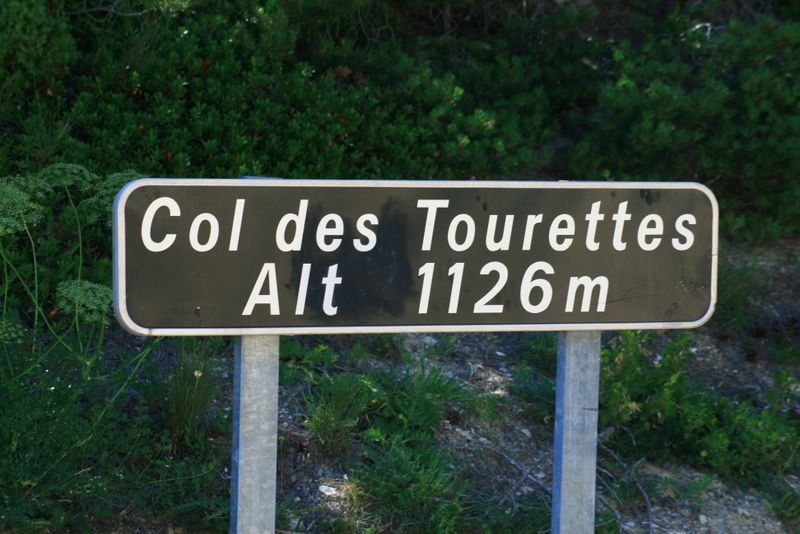 Col des Tourettes
Alt 1126m